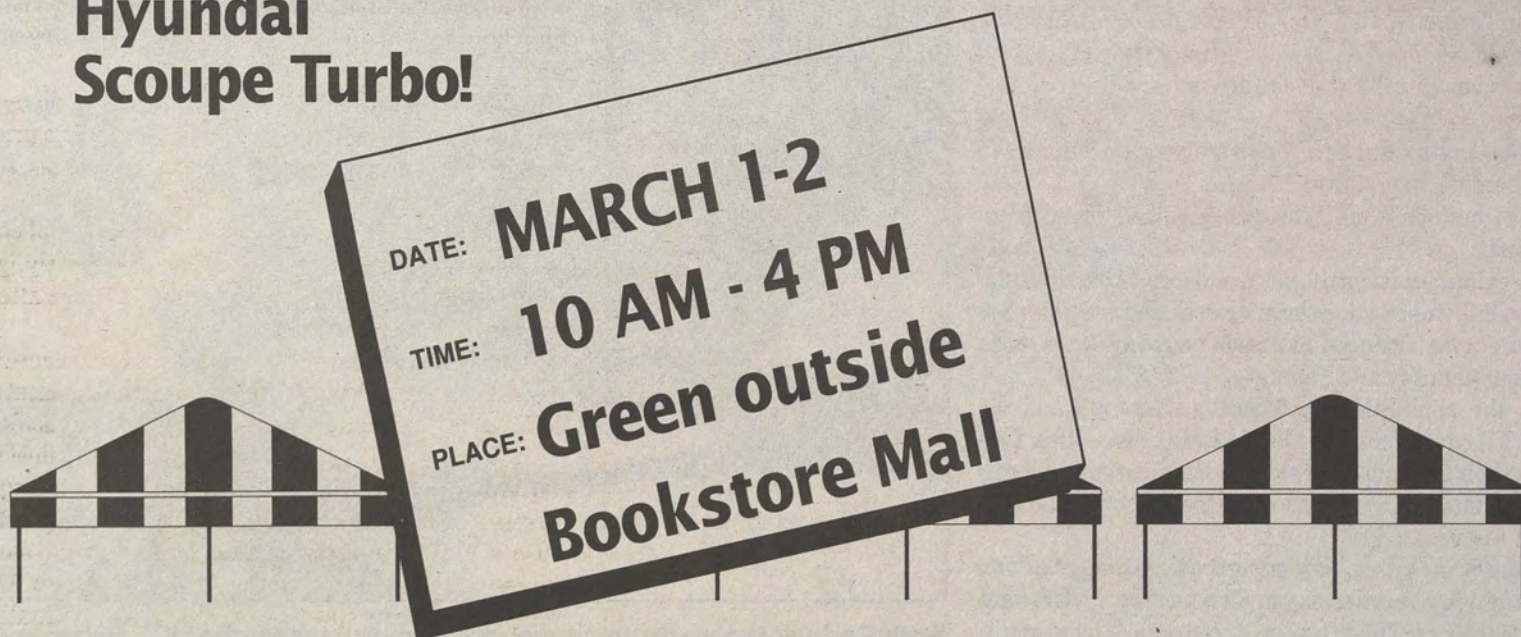 Hyundai
Scoupe Turbo!
DATE: MARCH 1-2
TIME: 10 AM - 4 PM
PLACE: Green outside
Bookstore Mall